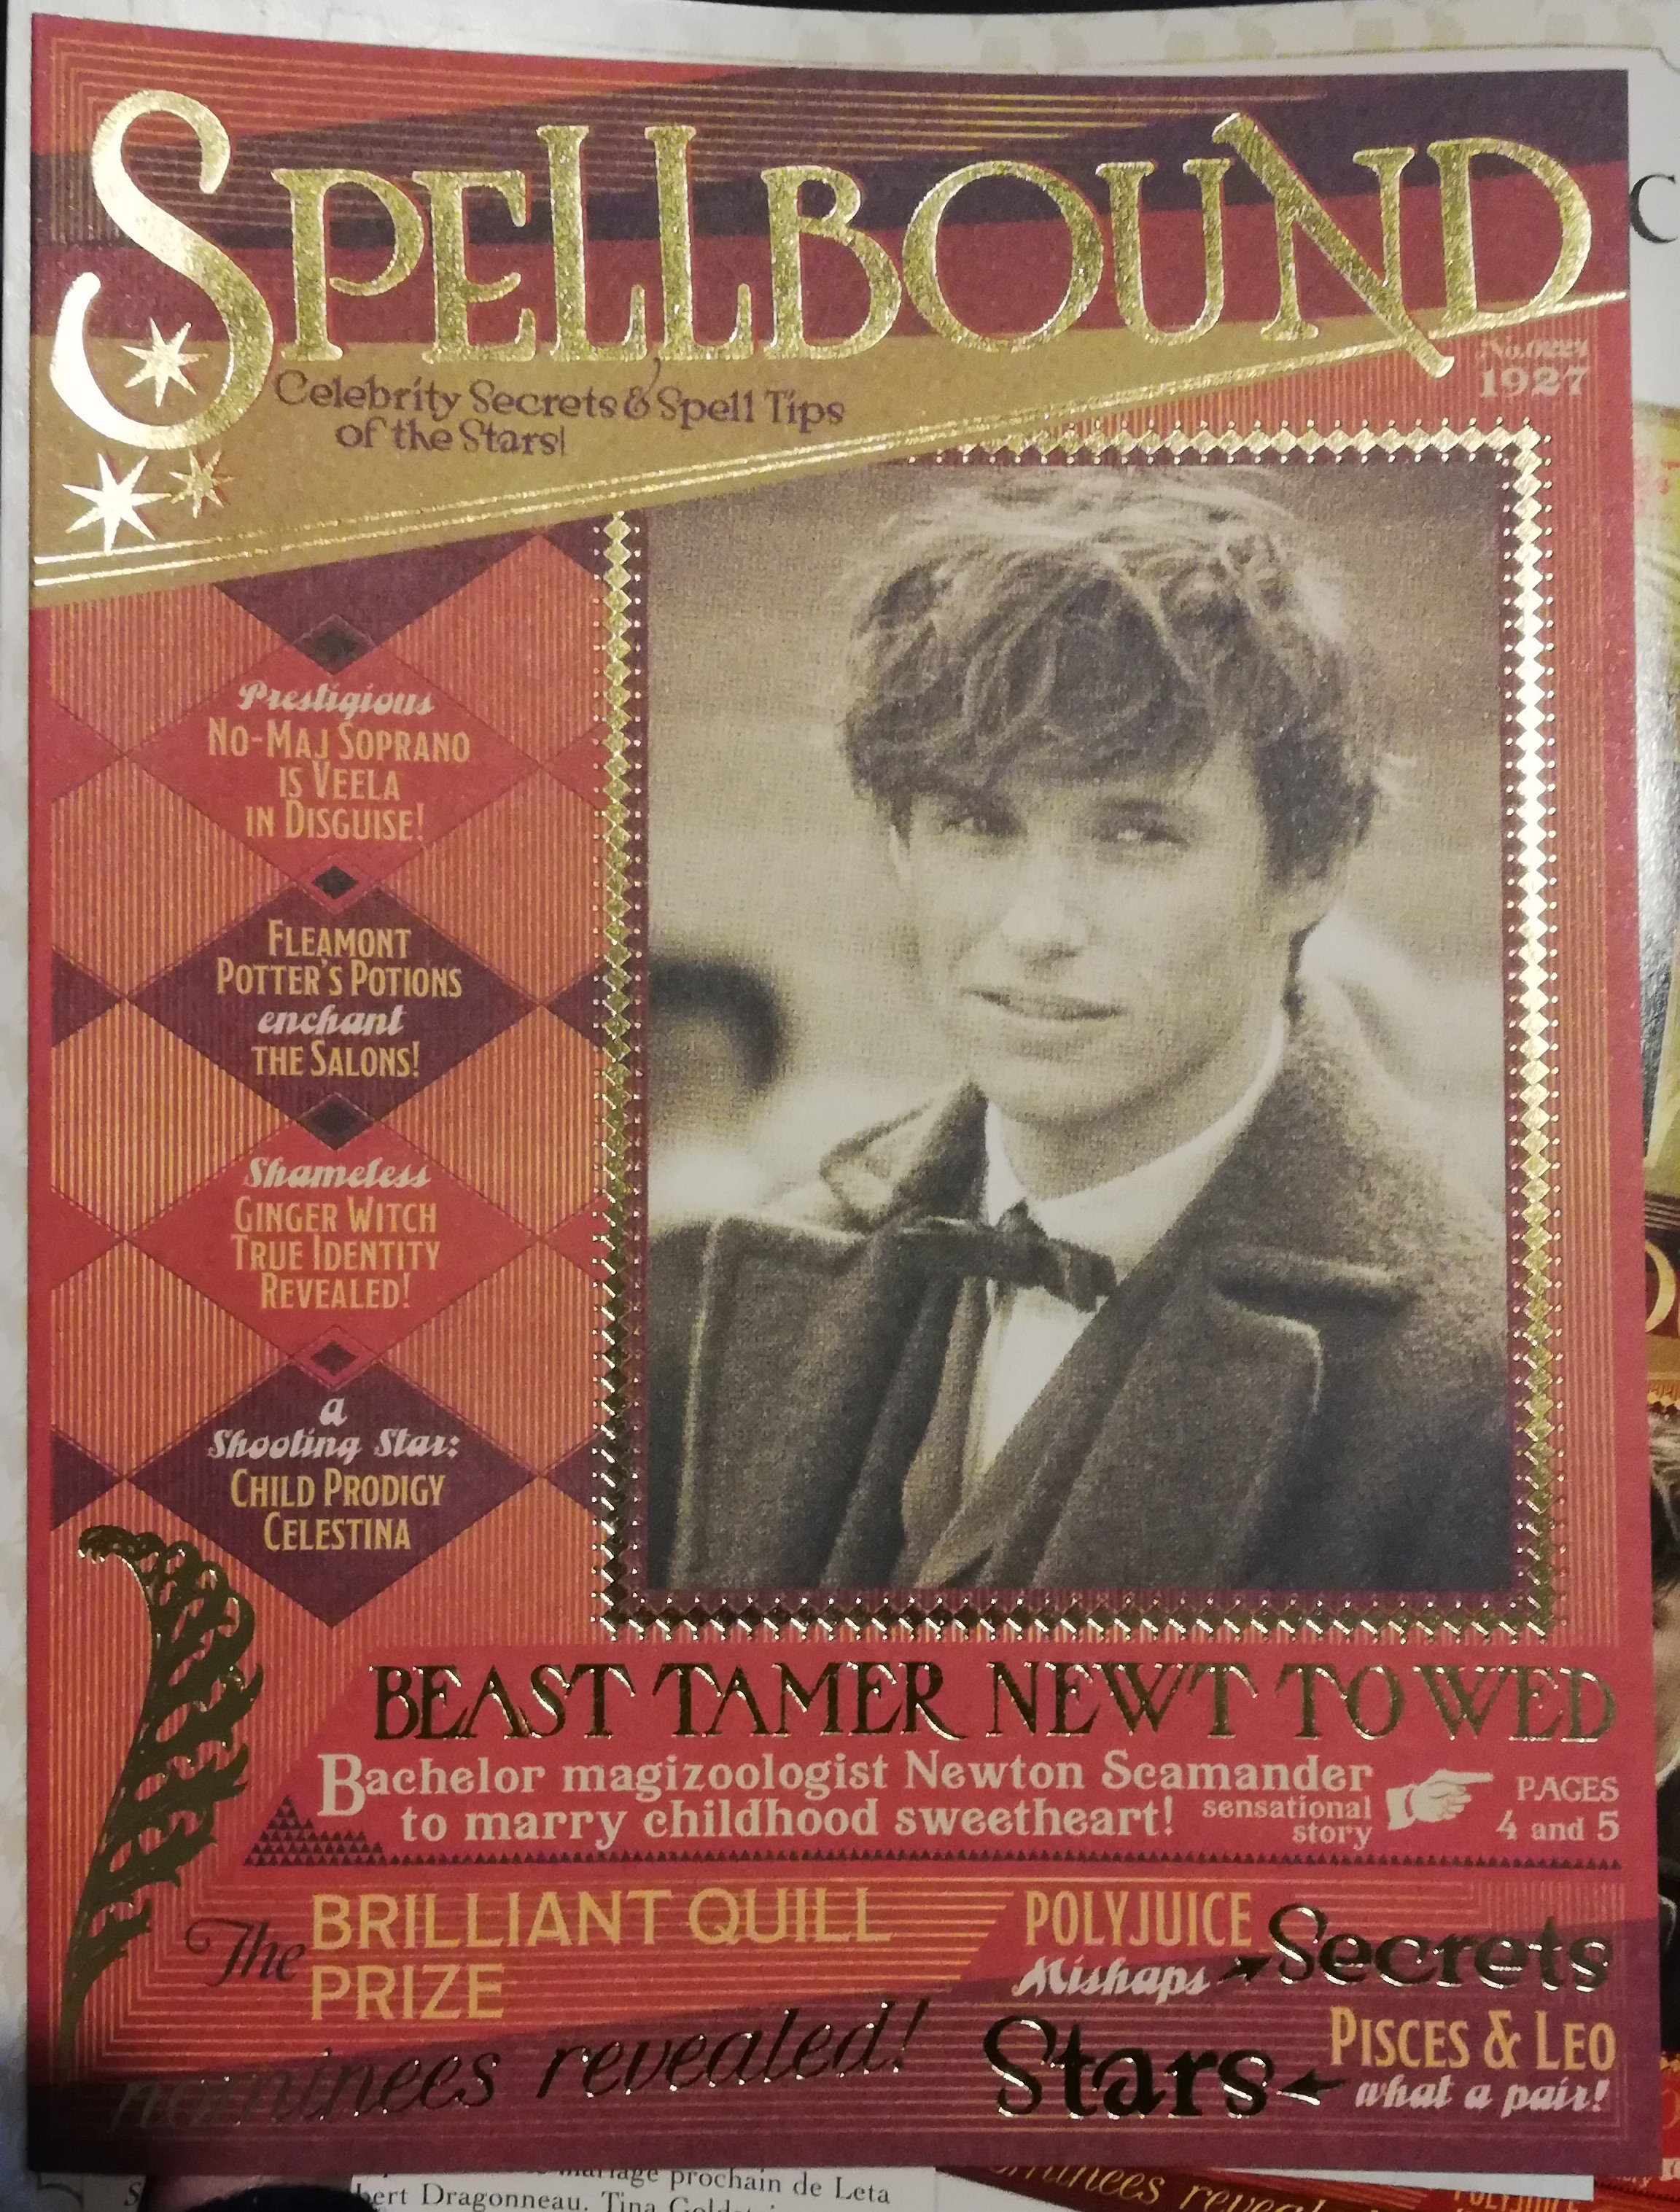 SPELLBOUND
Celebrity Secrets & Spell Tips
of the Stars!
1927
Prestigious
NO-MAJ SOPRANO
IS VEELA
IN DISGUISE!
FLEAMONT
POTTER'S POTIONS
enchant
THE SALONS!
Shameless
GINGER WITCH
TRUE IDENTITY
REVEALED!
a
Shooting Star:
CHILD PRODIGY
CELESTINA
BEAST TAMER NEWT TO WED
Bachelor magizoologist Newton Scamander
to marry childhood sweetheart!
sensational
story
PAGES
4 and 5
The BRILLIANT QUILL
PRIZE
nominees revealed!
POLYJUICE
Mishaps
Secrets
Stars
PISCES & LEO
what a pair!
mariage prochain de Leta
bert Dragonneau. Tina